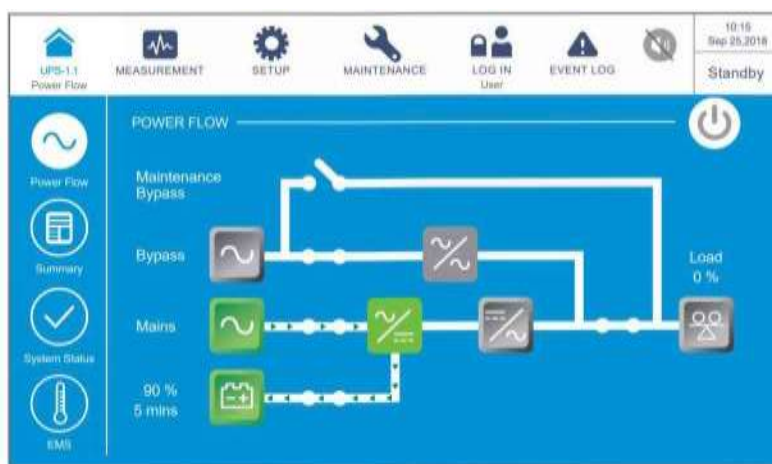 UPS-1.1
Power Flow
MEASUREMENT
SETUP
MAINTENANCE
LOG IN
User
EVENT LOG
10:15
Sep 25,2018
Standby
POWER FLOW
Power Flow
Summary
System Status
EMS
Maintenance
Bypass
Bypass
Load
0 %
Mains
90 %
5 mins